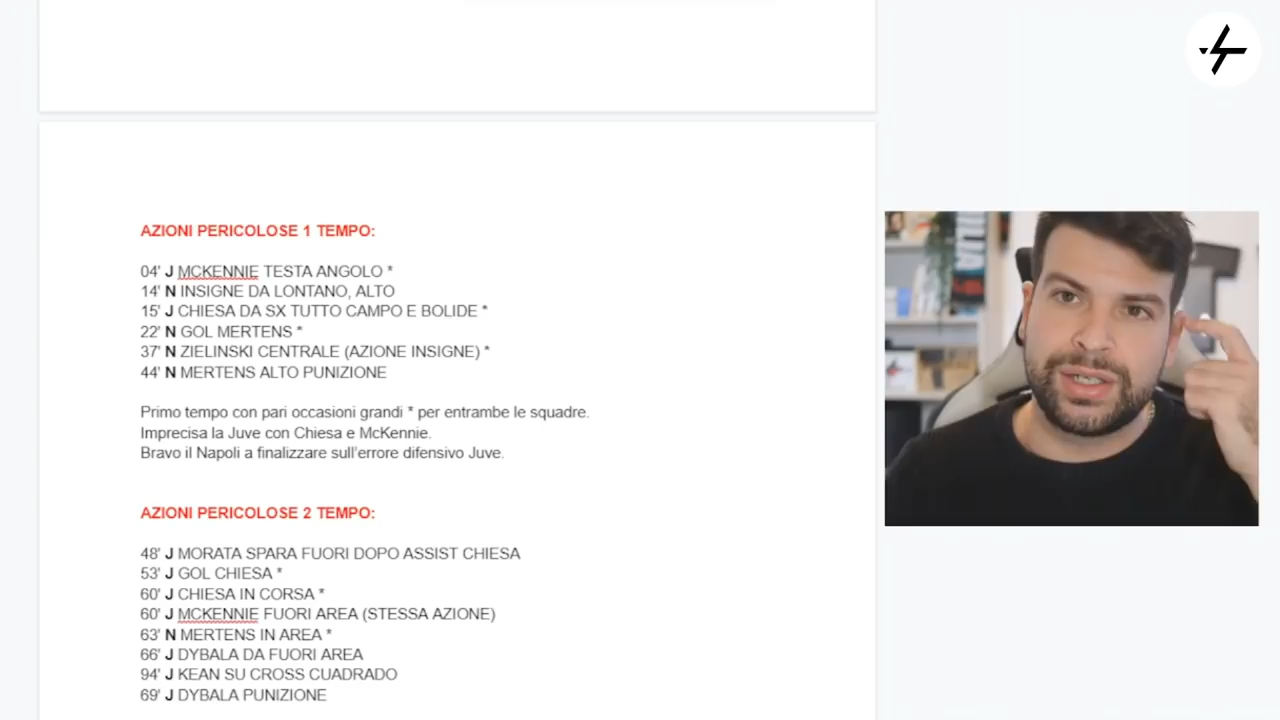 AZIONI PERICOLOSE 1 TEMPO:
04' J MCKENNIE TESTA ANGOLO *
14' N INSIGNE DA LONTANO, ALTO
15' J CHIESA DA SX TUTTO CAMPO E BOLIDE *
22' N GOL MERTENS *
37' N ZIELINSKI CENTRALE (AZIONE INSIGNE) *
44' N MERTENS ALTO PUNIZIONE
Primo tempo con pari occasioni grandi * per entrambe le squadre.
Imprecisa la Juve con Chiesa e McKennie.
Bravo il Napoli a finalizzare sull'errore difensivo Juve.
AZIONI PERICOLOSE 2 TEMPO:
48' J MORATA SPARA FUORI DOPO ASSIST CHIESA
53' J GOL CHIESA *
60' J CHIESA IN CORSA *
60' J MCKENNIE FUORI AREA (STESSA AZIONE)
63' N MERTENS IN AREA *
66' J DYBALA DA FUORI AREA
94' J KEAN SU CROSS CUADRADO
69' J DYBALA PUNIZIONE